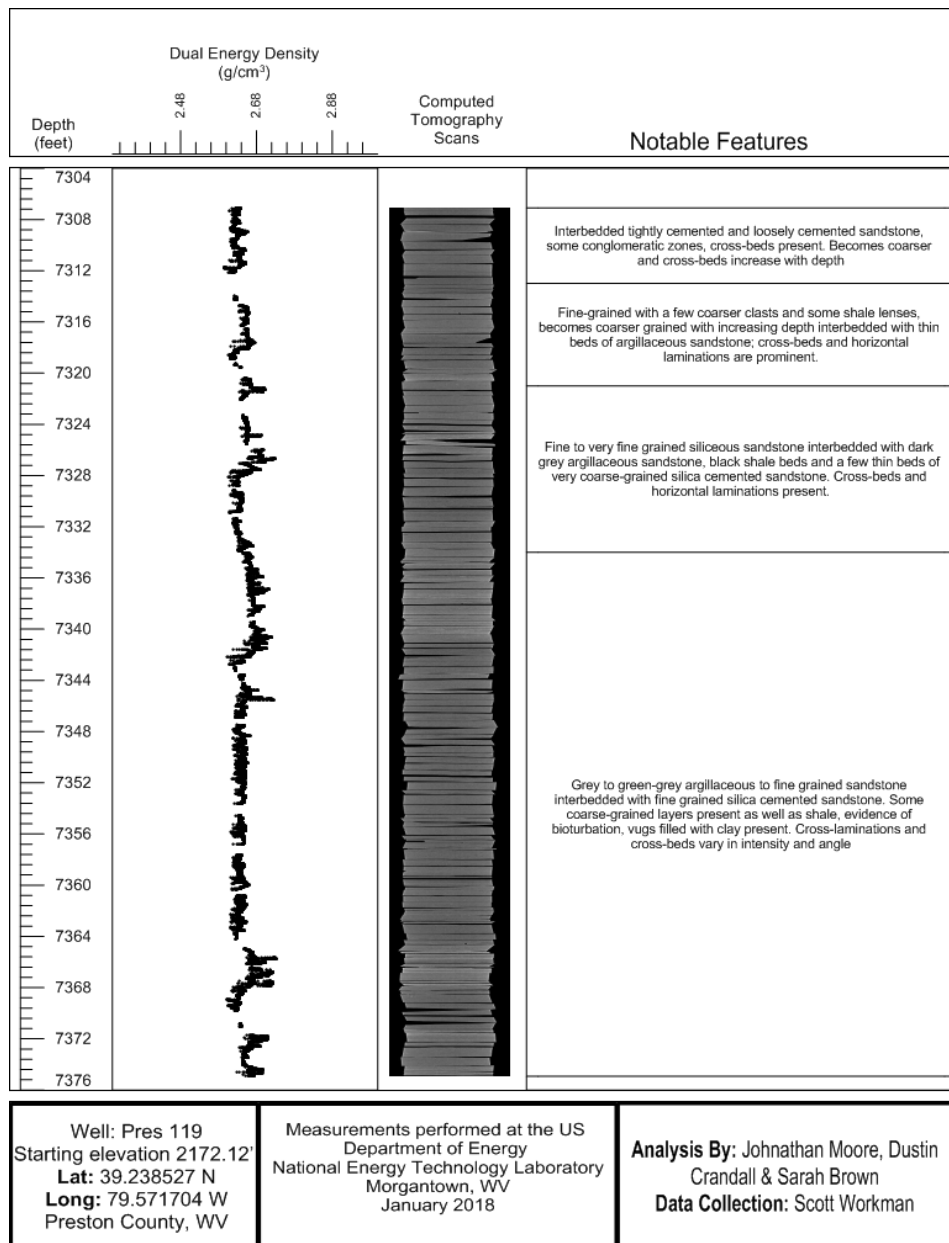 Dual Energy Density
(g/cm³)
2.48
2.68
2.88
Depth
(feet)
Computed
Tomography
Scans
Notable Features
7304
7308
7312
7316
7320
7324
7328
7332
7336
7340
7344
7348
7352
7356
7360
7364
7368
7372
7376
Interbedded tightly cemented and loosely cemented sandstone,
some conglomeratic zones, cross-beds present. Becomes coarser
and cross-beds increase with depth
Fine-grained with a few coarser clasts and some shale lenses,
becomes coarser grained with increasing depth interbedded with thin
beds of argillaceous sandstone; cross-beds and horizontal
laminations are prominent.
Fine to very fine grained siliceous sandstone interbedded with dark
grey argillaceous sandstone, black shale beds and a few thin beds of
very coarse-grained silica cemented sandstone. Cross-beds and
horizontal laminations present.
Grey to green-grey argillaceous to fine grained sandstone
interbedded with fine grained silica cemented sandstone. Some
coarse-grained layers present as well as shale, evidence of
bioturbation, vugs filled with clay present. Cross-laminations and
cross-beds vary in intensity and angle
Well: Pres 119
Starting elevation 2172.12'
Lat: 39.238527 N
Long: 79.571704 W
Preston County, WV
Measurements performed at the US
Department of Energy
National Energy Technology Laboratory
Morgantown, WV
January 2018
Analysis By: Johnathan Moore, Dustin
Crandall & Sarah Brown
Data Collection: Scott Workman